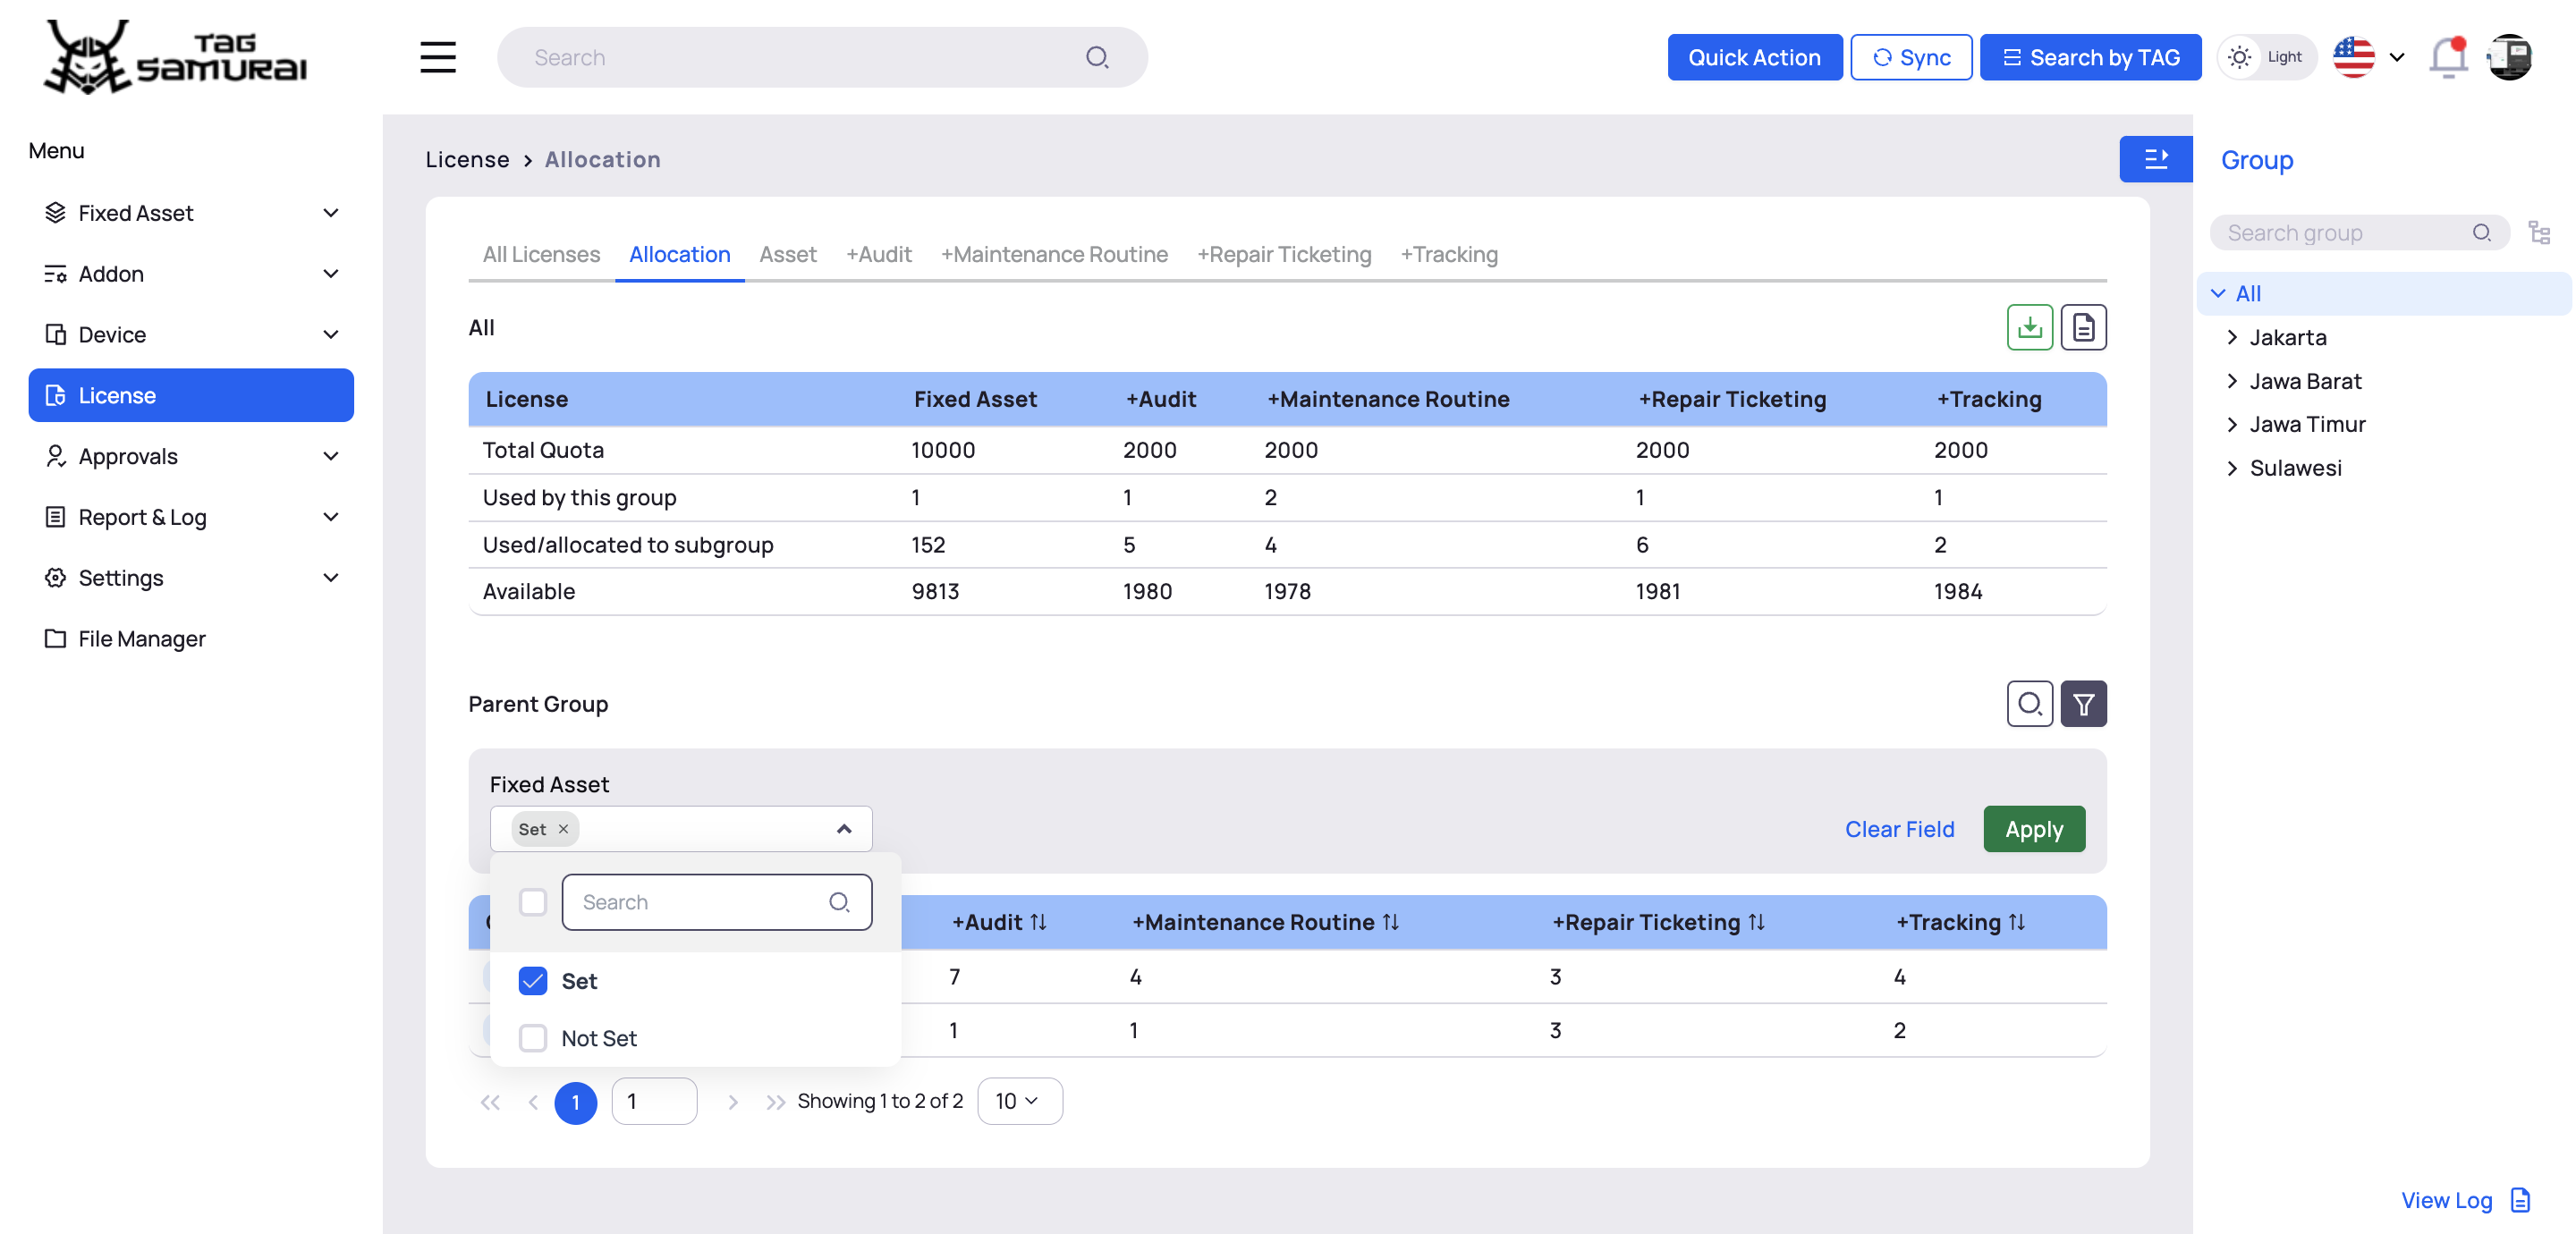 TAG SAMURAI
Search
Quick Action
Sync
Search by TAG
Light
Menu
Fixed Asset
Addon
Device
License
Approvals
Report & Log
Settings
File Manager
License > Allocation
All Licenses Allocation Asset +Audit +Maintenance Routine +Repair Ticketing +Tracking
All
License Fixed Asset +Audit +Maintenance Routine +Repair Ticketing +Tracking
Total Quota 10000 2000 2000 2000 2000
Used by this group 1 1 2 1 1
Used/allocated to subgroup 152 5 4 6 2
Available 9813 1980 1978 1981 1984
Parent Group
Fixed Asset
Set
Clear Field
Apply
Search
Set
Not Set
+Audit +Maintenance Routine +Repair Ticketing +Tracking
7 4 3 4
1 1 3 2
1 1 Showing 1 to 2 of 2 10
Group
Search group
All
Jakarta
Jawa Barat
Jawa Timur
Sulawesi
View Log